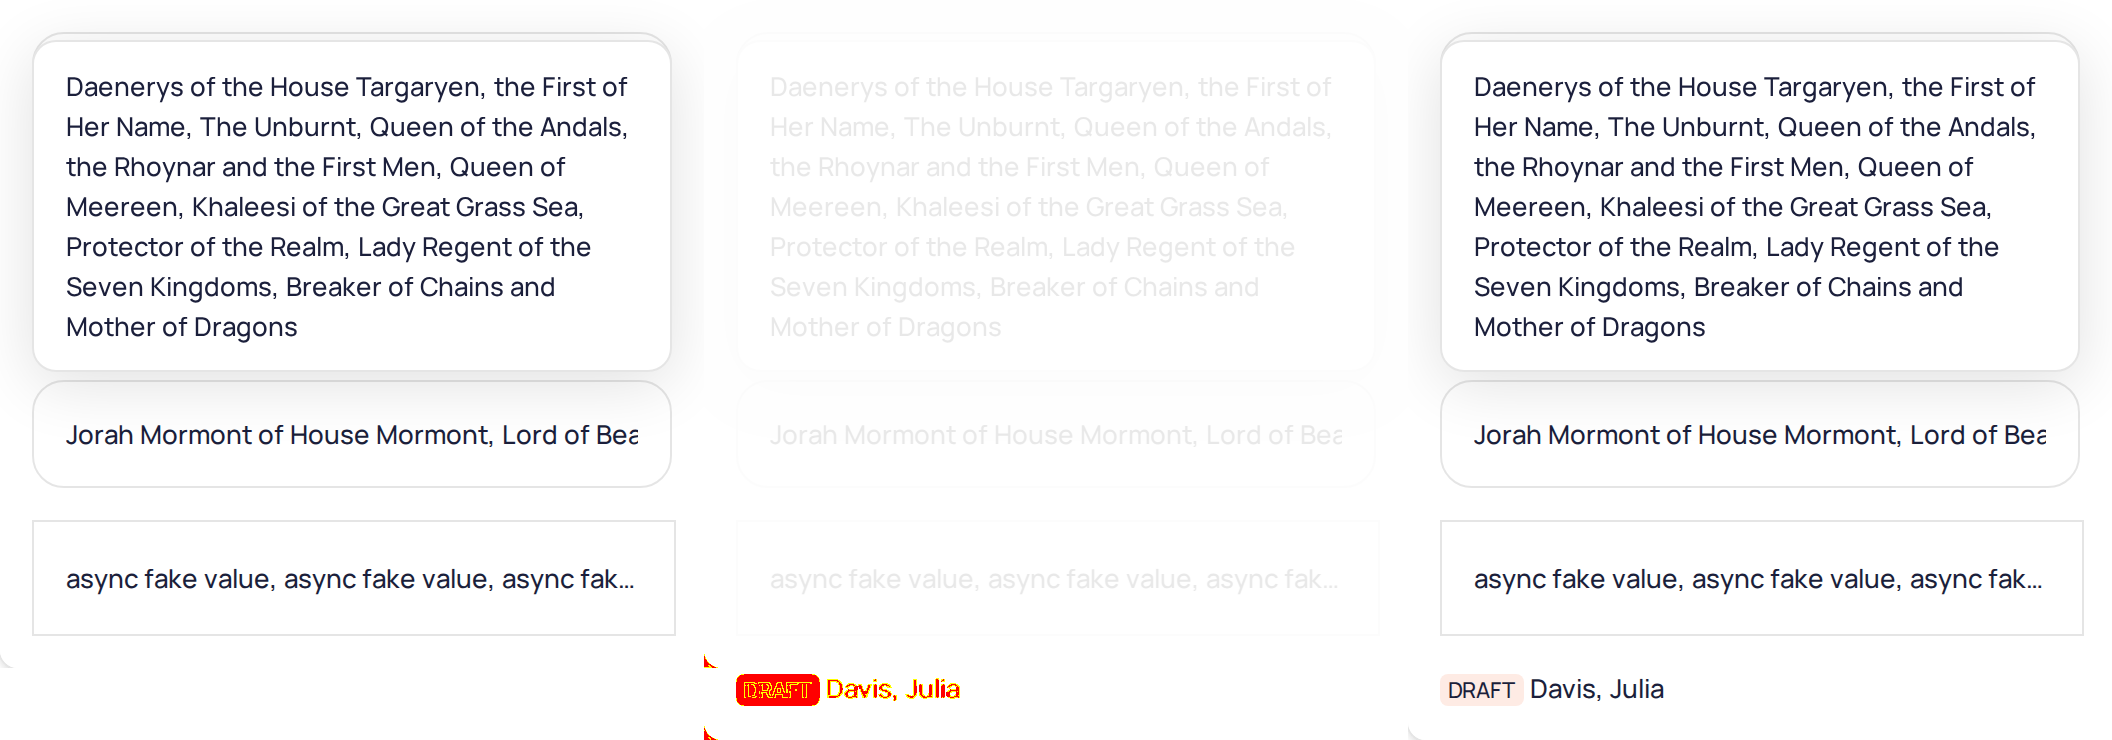 Daenerys of the House Targaryen, the First of
Her Name, The Unburnt, Queen of the Andals,
the Rhoynar and the First Men, Queen of
Meereen, Khaleesi of the Great Grass Sea,
Protector of the Realm, Lady Regent of the
Seven Kingdoms, Breaker of Chains and
Mother of Dragons
Jorah Mormont of House Mormont, Lord of Bea
async fake value, async fake value, async fak...
Daenerys of the House Targaryen, the First of
Her Name, The Unburnt, Queen of the Andals,
the Rhoynar and the First Men, Queen of
Meereen, Khaleesi of the Great Grass Sea,
Protector of the Realm, Lady Regent of the
Seven Kingdoms, Breaker of Chains and
Mother of Dragons
Jorah Mormont of House Mormont, Lord of Bea
async fake value, async fake value, async fak...
DRAFT Davis, Julia
Daenerys of the House Targaryen, the First of
Her Name, The Unburnt, Queen of the Andals,
the Rhoynar and the First Men, Queen of
Meereen, Khaleesi of the Great Grass Sea,
Protector of the Realm, Lady Regent of the
Seven Kingdoms, Breaker of Chains and
Mother of Dragons
Jorah Mormont of House Mormont, Lord of Bea
async fake value, async fake value, async fak...
DRAFT Davis, Julia